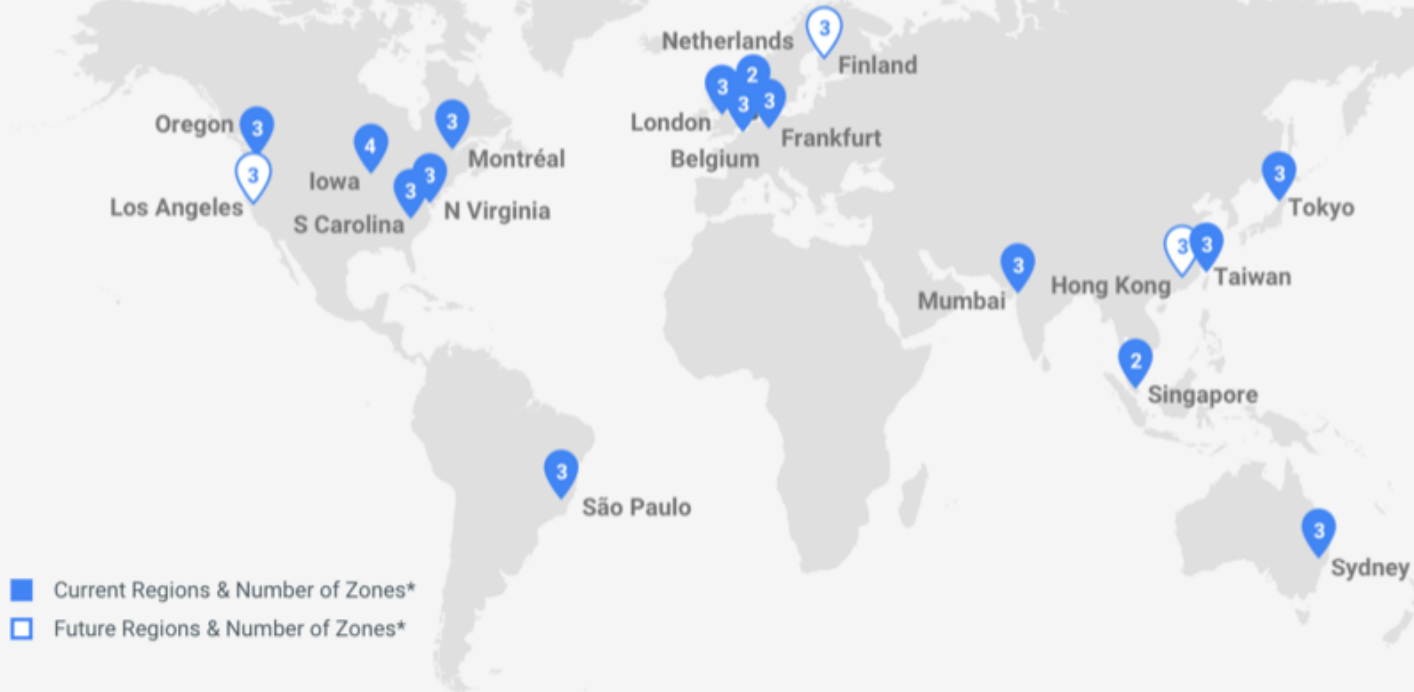 3
Netherlands
Finland
2
3
3
3
London
Frankfurt
Belgium
Oregon
3
3
Montréal
4
Iowa
3
Los Angeles
3
3
N Virginia
S Carolina
3
Tokyo
3
3
Taiwan
Hong Kong
3
Mumbai
2
Singapore
3
São Paulo
3
Sydney
Current Regions & Number of Zones*
Future Regions & Number of Zones*